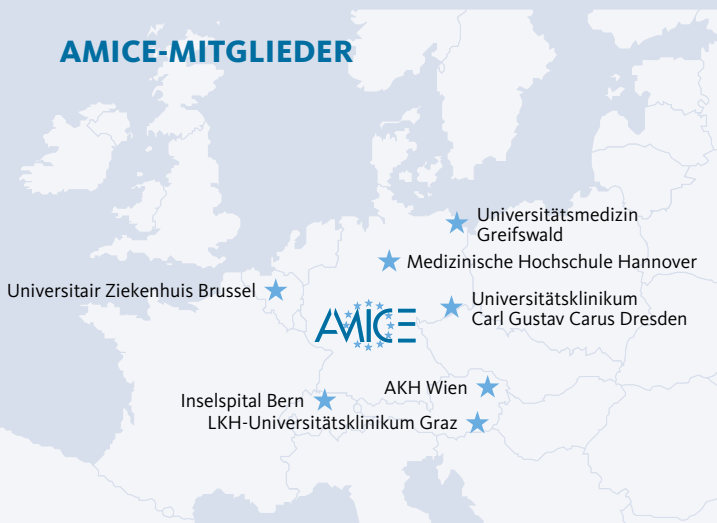 AMICE-MITGLIEDER
Universitätsmedizin
Greifswald
Medizinische Hochschule Hannover
Universitair Ziekenhuis Brussel
Universitätsklinikum
Carl Gustav Carus Dresden
AMICE
AKH Wien
Inselspital Bern
LKH-Universitätsklinikum Graz